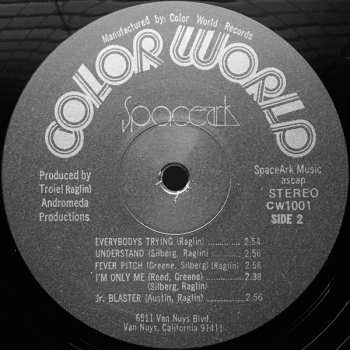 Manufactured by: Color World Records
COLOR WORLD
Spaceark
Produced by
Troiel (Raglin)
Andromeda
Productions
SpaceArk Music
ascap
STEREO
CW1001
SIDE 2
EVERYBODYS TRYING (Raglin) .............. 2:54
UNDERSTAND (Silberg, Raglin) ........... 2:56
FEVER PITCH (Greene, Silberg) (Raglin) 2:58
I'M ONLY ME (Reed, Greens) .............. 2:38
(Silberg, Raglin)
Jr. BLASTER (Austin, Raglin) ............. 2:56
6511 Van Nuys Blvd.
Van Nuys, California 91411